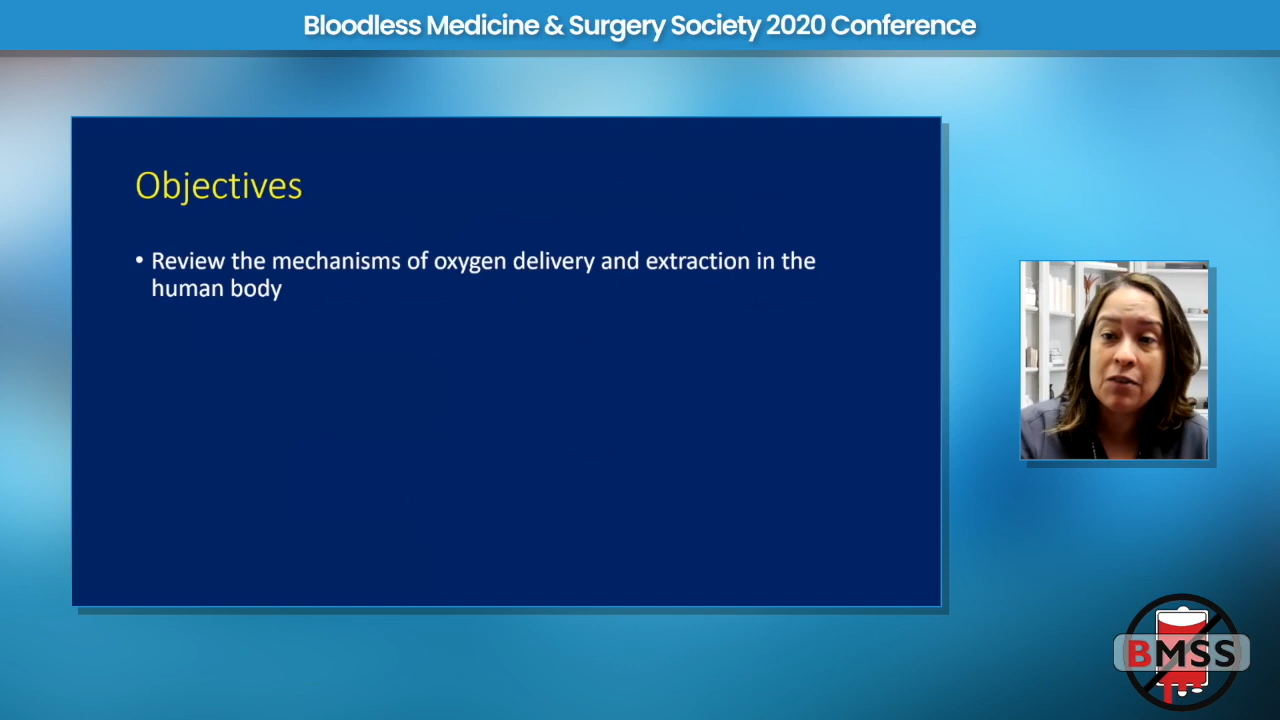 Bloodless Medicine & Surgery Society 2020 Conference
Objectives
• Review the mechanisms of oxygen delivery and extraction in the
human body
BMSS